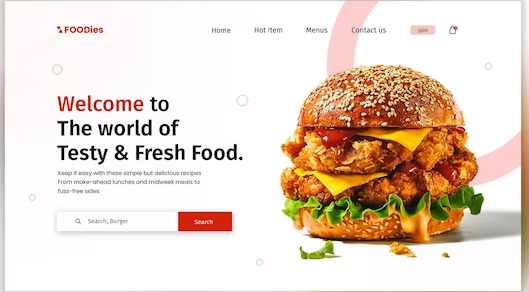 FOODies
Home Hot Item Menus Contact us Join
Welcome to
The world of
Testy & Fresh Food.
Keep it easy with these simple but delicious recipes
From make-ahead lunches and midweek meals to
fuss-free sides.
Search, Burger Search